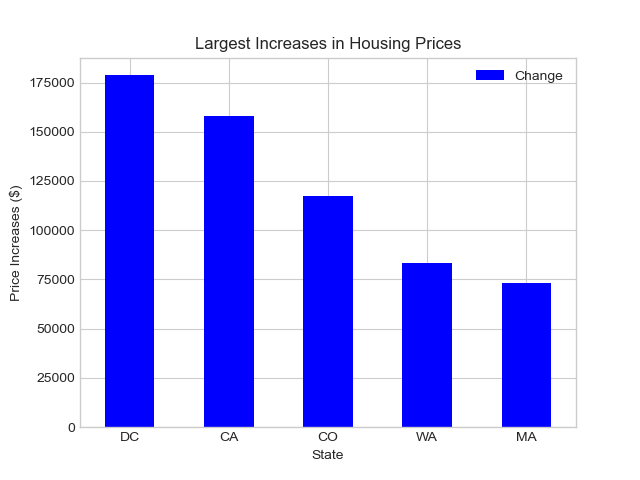 Largest Increases in Housing Prices
Change
Price Increases ($)
175000
150000
125000
100000
75000
50000
25000
0
DC CA CO WA MA
State